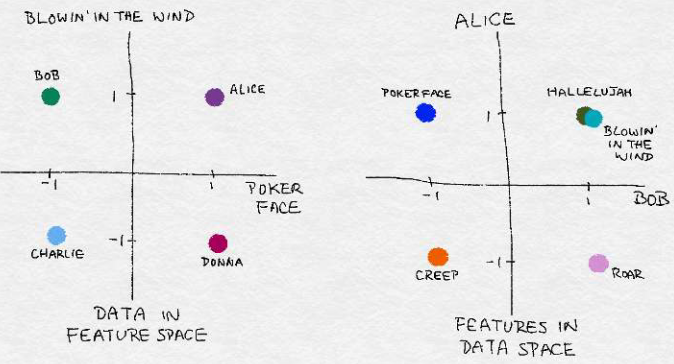 BLOWIN' IN THE WIND
BOB
ALICE
1
-1
1
POKER
FACE
-1
CHARLIE
DONNA
DATA IN
FEATURE SPACE
ALICE
POKERFACE
HALLELUJAH
1
BLOWIN'
IN THE
WIND
-1
1
BOB
-1
CREEP
ROAR
FEATURES IN
DATA SPACE